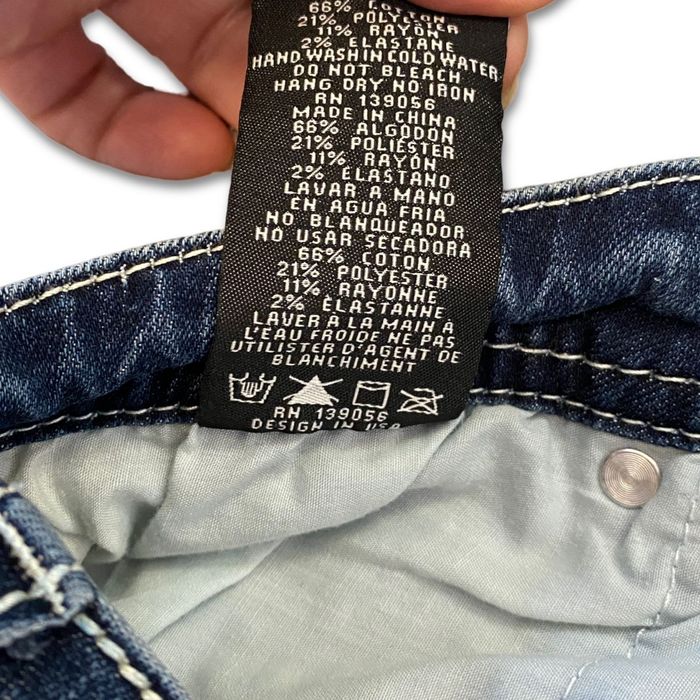 66% COTTON
21% POLYESTER
11% RAYON
2% ELASTANE
HAND WASH IN COLD WATER
DO NOT BLEACH
HANG DRY NO IRON
RN 139056
MADE IN CHINA
66% ALGODON
21% POLIÉSTER
11% RAYÓN
2% ELASTANO
LAVAR A MANO
EN AGUA FRIA
NO BLANQUEADOR
NO USAR SECADORA
66% COTON
21% POLYESTER
11% RAYONNE
2% ÉLASTANNE
LAVER À LA MAIN À
L'EAU FROIDE NE PAS
UTILISTER D'AGENT DE
BLANCHIMENT
RN 139056
DESIGN IN USA